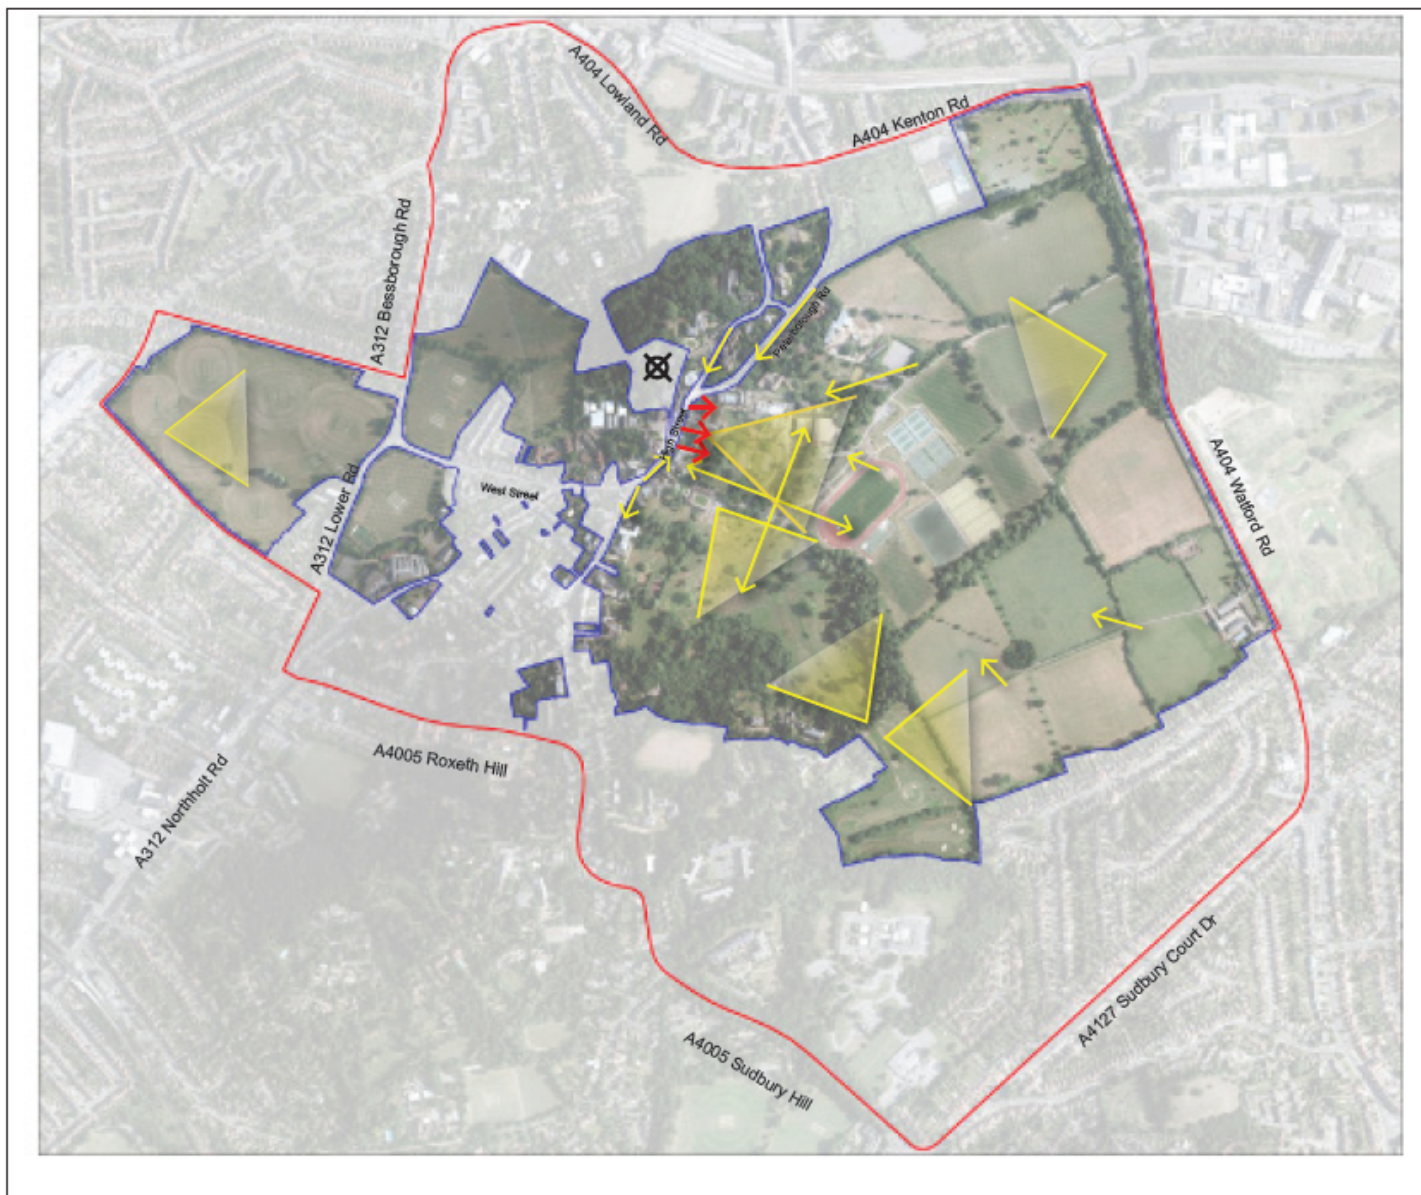 A404 Lowland Rd
A404 Kenton Rd
A312 Bessborough Rd
Peterborough Rd
High Street
West Street
A312 Lower Rd
A404 Watford Rd
A4005 Roxeth Hill
A312 Northholt Rd
A4127 Sudbury Court Dr
A4005 Sudbury Hill